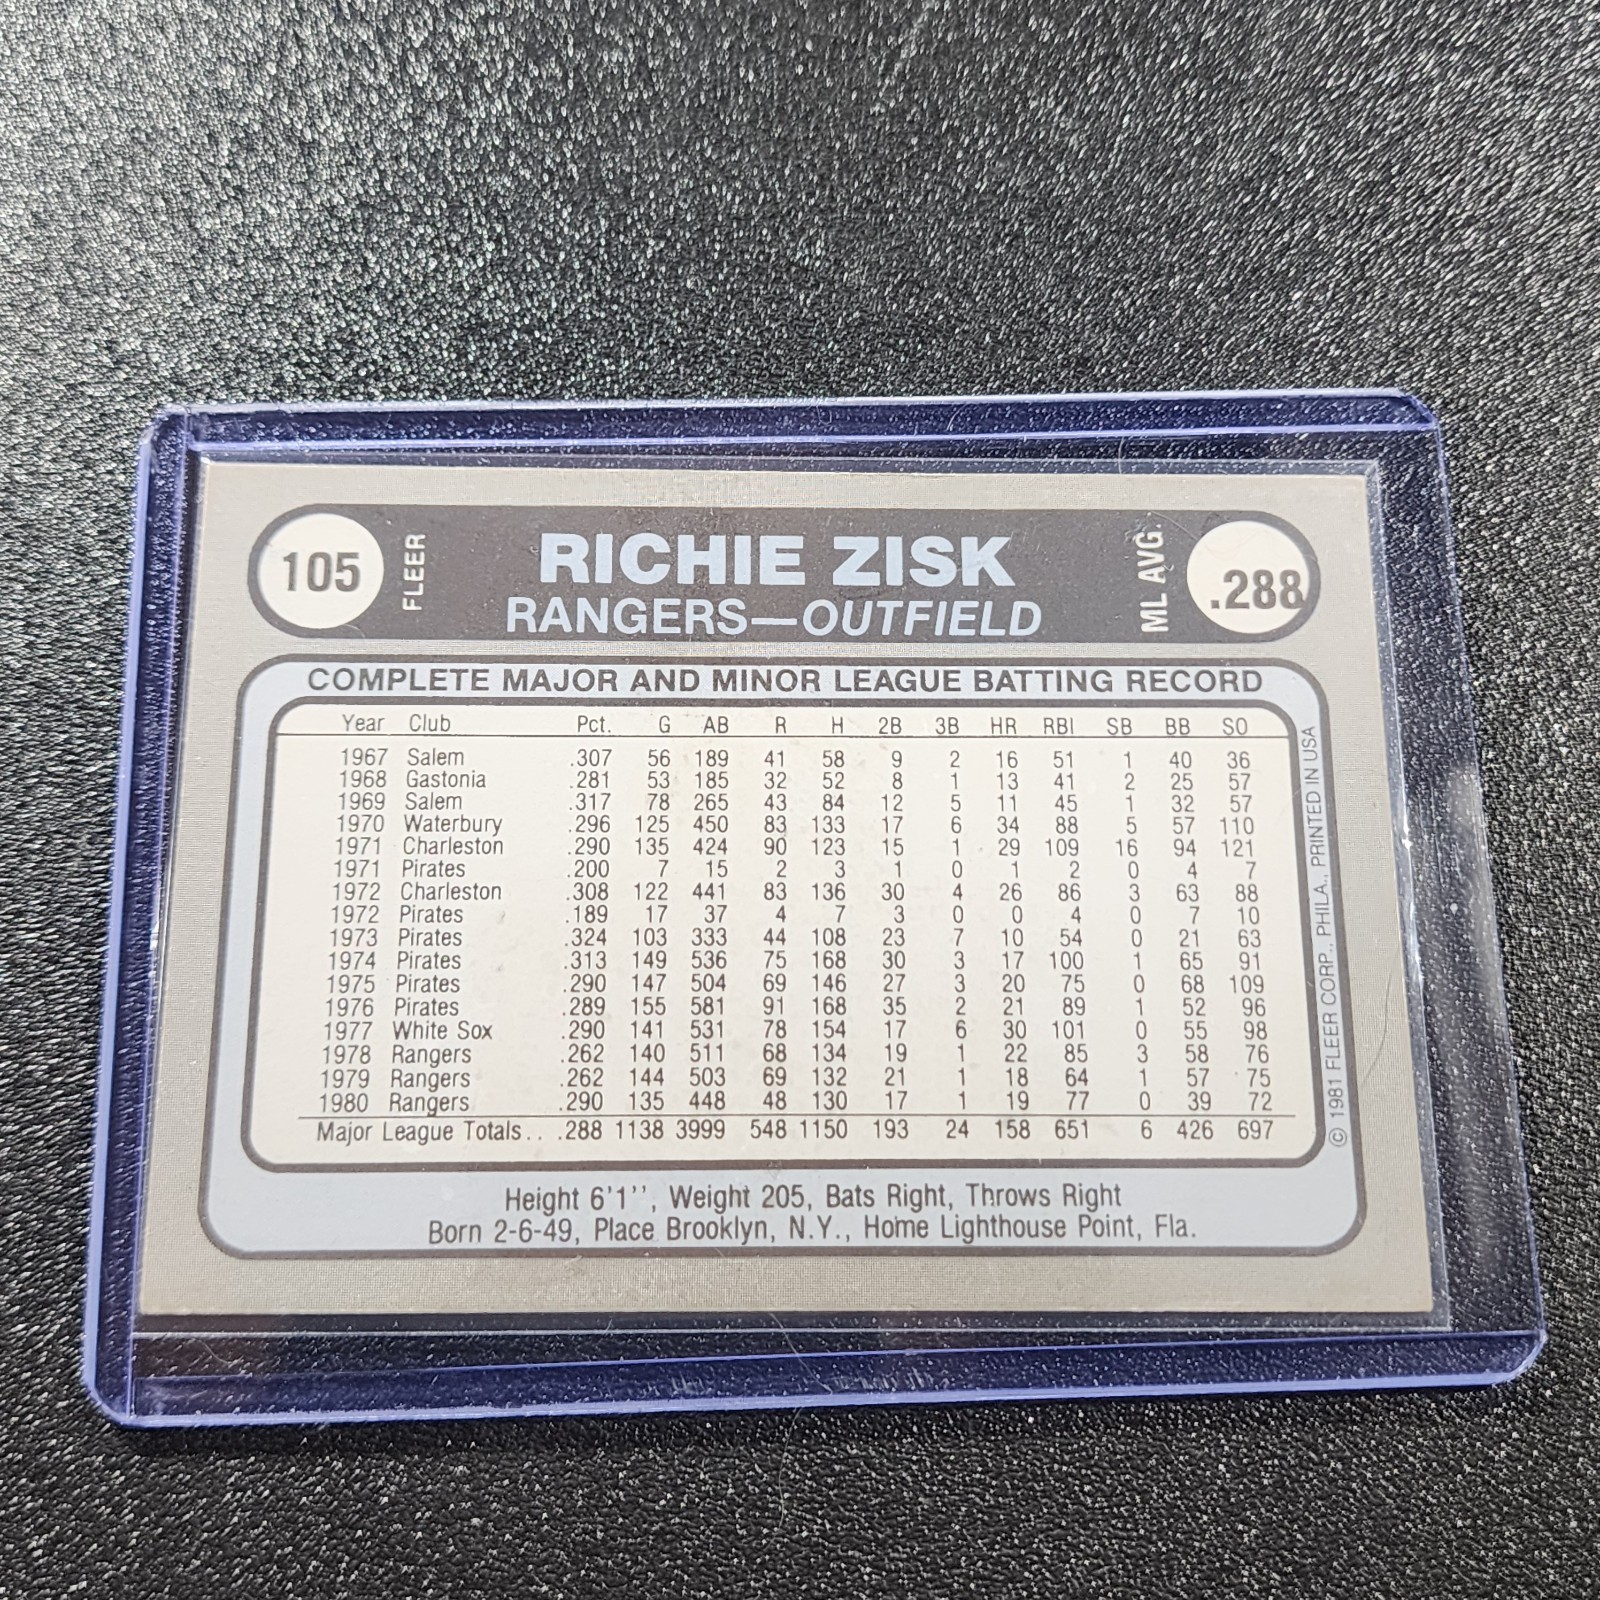 105 FLEER RICHIE ZISK ML AVG. .288
RANGERS—OUTFIELD
COMPLETE MAJOR AND MINOR LEAGUE BATTING RECORD
Year Club Pct. G AB R H 2B 3B HR RBI SB BB SO
1967 Salem .307 56 189 41 58 9 2 16 51 1 40 36
1968 Gastonia .281 53 185 32 52 8 1 13 41 2 25 57
1969 Salem .317 78 265 43 84 12 5 11 45 1 32 57
1970 Waterbury .296 125 450 83 133 17 6 34 88 5 57 110
1971 Charleston .290 135 424 90 123 15 1 29 109 16 94 121
1971 Pirates .200 7 15 2 3 1 0 1 2 0 4 7
1972 Charleston .308 122 441 83 136 30 4 26 86 3 63 88
1972 Pirates .189 17 37 4 7 3 0 0 4 0 7 10
1973 Pirates .324 103 333 44 108 23 7 10 54 0 21 63
1974 Pirates .313 149 536 75 168 30 3 17 100 1 65 91
1975 Pirates .290 147 504 69 146 27 3 20 75 0 68 109
1976 Pirates .289 155 581 91 168 35 2 21 89 1 52 96
1977 White Sox .290 141 531 78 154 17 6 30 101 0 55 98
1978 Rangers .262 140 511 68 134 19 1 22 85 3 58 76
1979 Rangers .262 144 503 69 132 21 1 18 64 1 57 75
1980 Rangers .290 135 448 48 130 17 1 19 77 0 39 72
Major League Totals.. .288 1138 3999 548 1150 193 24 158 651 6 426 697
Height 6'1'', Weight 205, Bats Right, Throws Right
Born 2-6-49, Place Brooklyn, N.Y., Home Lighthouse Point, Fla.
© 1981 FLEER CORP., PHILA., PRINTED IN USA